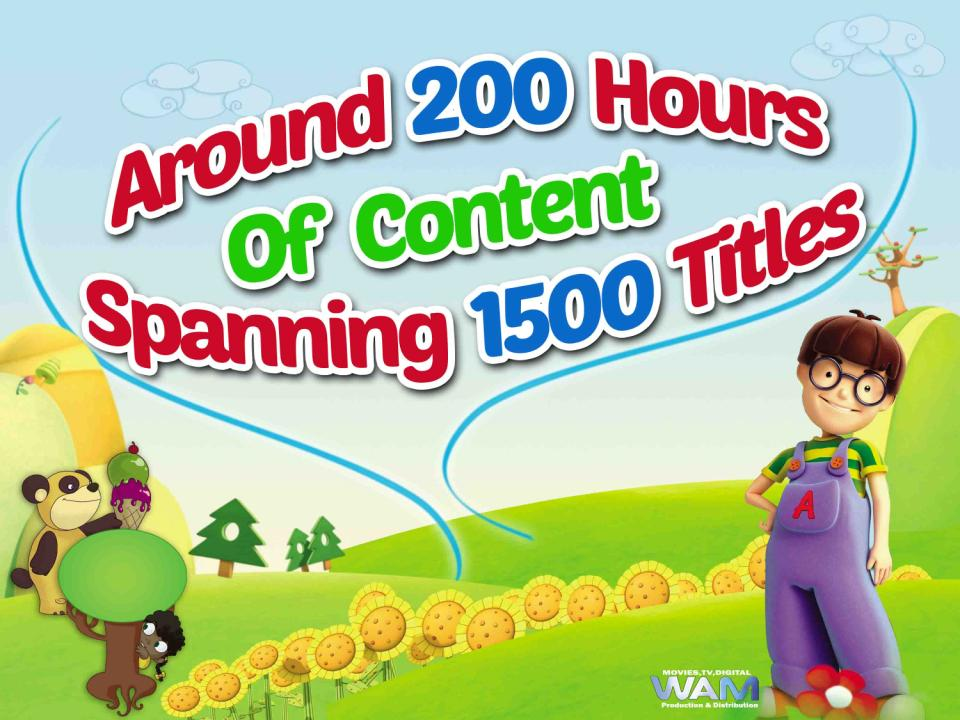 Around 200 Hours
Of Content
Spanning 1500 Titles
A
MOVIES,TV,DIGITAL
WAM
Production & Distribution